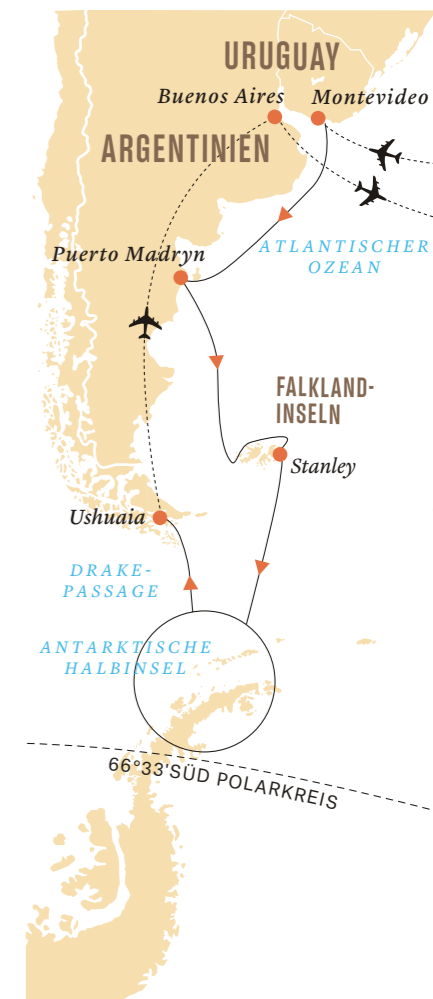 URUGUAY
Buenos Aires
Montevideo
ARGENTINIEN
Puerto Madryn
ATLANTISCHER
OZEAN
FALKLAND-
INSELN
Stanley
Ushuaia
DRAKE-
PASSAGE
ANTARKTISCHE
HALBINSEL
66°33'SÜD POLARKREIS